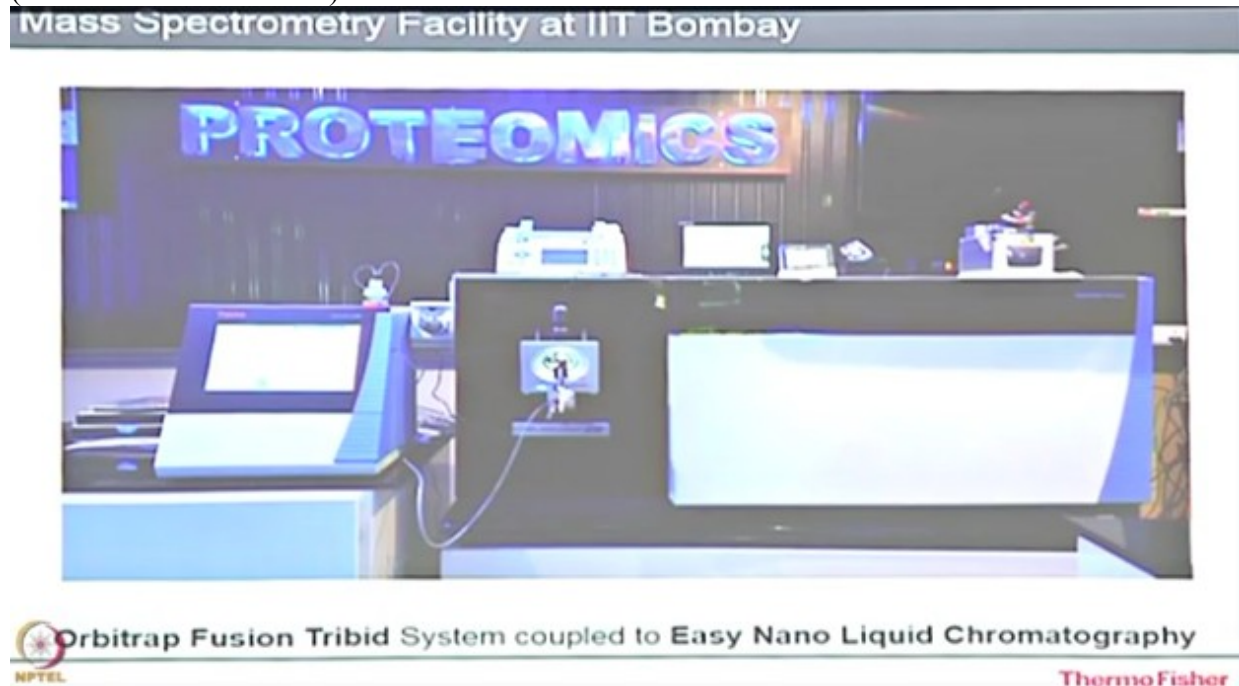 Mass Spectrometry Facility at IIT Bombay
PROTEOMiCS
Orbitrap Fusion Tribid System coupled to Easy Nano Liquid Chromatography
NPTEL
ThermoFisher